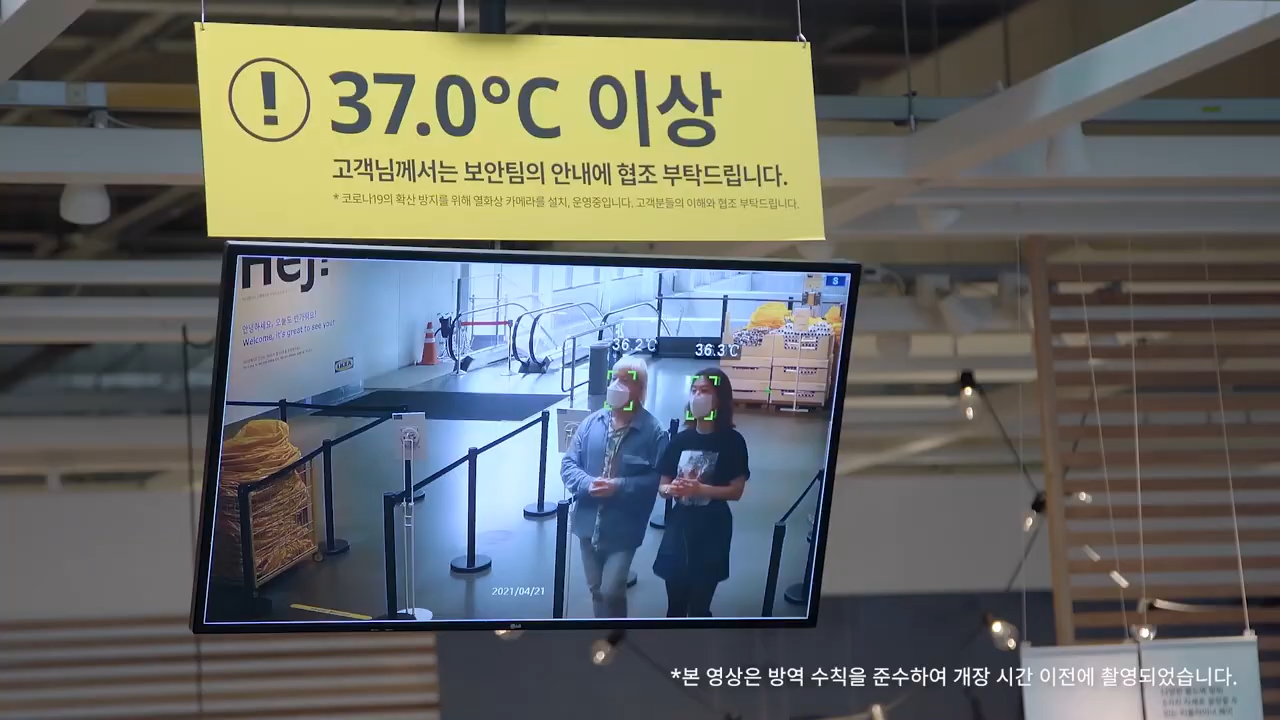 ! 37.0°C 이상
고객님께서는 보안팀의 안내에 협조 부탁드립니다.
* 코로나19의 확산 방지를 위해 열화상 카메라를 설치, 운영중입니다. 고객분들의 이해와 협조 부탁드립니다.
Hej!
S
안녕하세요, 오늘도 반가워요!
Welcome, it's great to see you!
IKEA
36.2℃
36.3℃
2021/04/21
LG
*본 영상은 방역 수칙을 준수하여 개장 시간 이전에 촬영되었습니다.